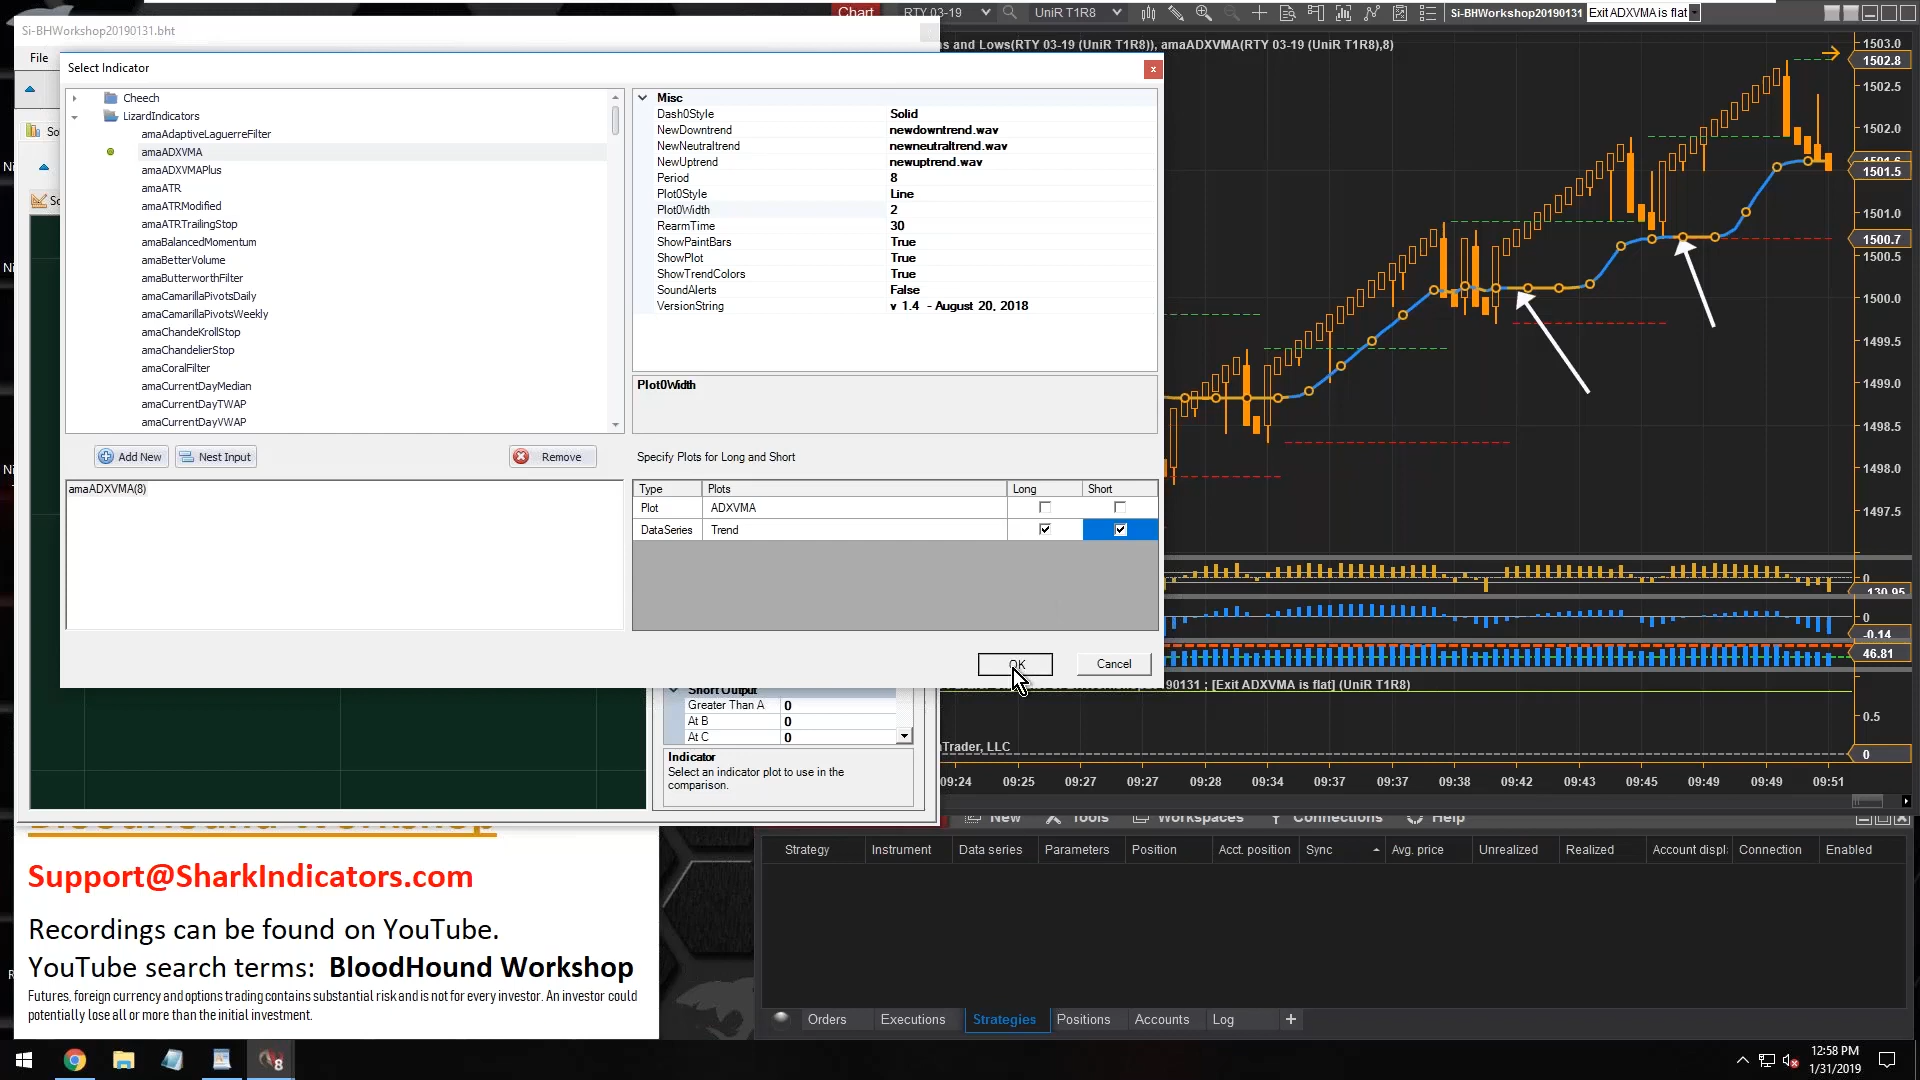 Chart
RTY 03-19
UniR T1R8
Si-BHWorkshop20190131
Exit ADXVMA is flat
Si-BHWorkshop20190131.bht
s and Lows(RTY 03-19 (UniR T1R8)), amaADXVMA(RTY 03-19 (UniR T1R8),8)
File
Select Indicator
x
Cheech
LizardIndicators
amaAdaptiveLaguerreFilter
amaADXVMA
amaADXVMAPlus
amaATR
amaATRModified
amaATRTrailingStop
amaBalancedMomentum
amaBetterVolume
amaButterworthFilter
amaCamarillaPivotsDaily
amaCamarillaPivotsWeekly
amaChandeKrollStop
amaChandelierStop
amaCoralFilter
amaCurrentDayMedian
amaCurrentDayTWAP
amaCurrentDayVWAP
Misc
Dash0Style Solid
NewDowntrend newdowntrend.wav
NewNeutraltrend newneutraltrend.wav
NewUptrend newuptrend.wav
Period 8
Plot0Style Line
Plot0Width 2
RearmTime 30
ShowPaintBars True
ShowPlot True
ShowTrendColors True
SoundAlerts False
VersionString v 1.4 - August 20, 2018
Plot0Width
Add New
Nest Input
Remove
Specify Plots for Long and Short
amaADXVMA(8)
Type Plots Long Short
Plot ADXVMA
DataSeries Trend
OK
Cancel
Short Output
Greater Than A 0
At B 0
At C 0
Indicator
Select an indicator plot to use in the
comparison.
1503.0
1502.8
1502.5
1502.0
1501.5
1501.0
1500.7
1500.5
1500.0
1499.5
1499.0
1498.5
1498.0
1497.5
0
-130.95
0
-0.14
46.81
90131 ; [Exit ADXVMA is flat] (UniR T1R8)
0.5
Trader, LLC
0
09:24 09:25 09:27 09:27 09:28 09:34 09:37 09:37 09:38 09:42 09:43 09:45 09:49 09:49 09:51
New Tools Workspaces Connections Help
Strategy Instrument Data series Parameters Position Acct. position Sync Avg. price Unrealized Realized Account displ Connection Enabled
BloodHound Workshop
Support@SharkIndicators.com
Recordings can be found on YouTube.
YouTube search terms: BloodHound Workshop
Futures, foreign currency and options trading contains substantial risk and is not for every investor. An investor could
potentially lose all or more than the initial investment.
Orders Executions Strategies Positions Accounts Log +
12:58 PM
1/31/2019